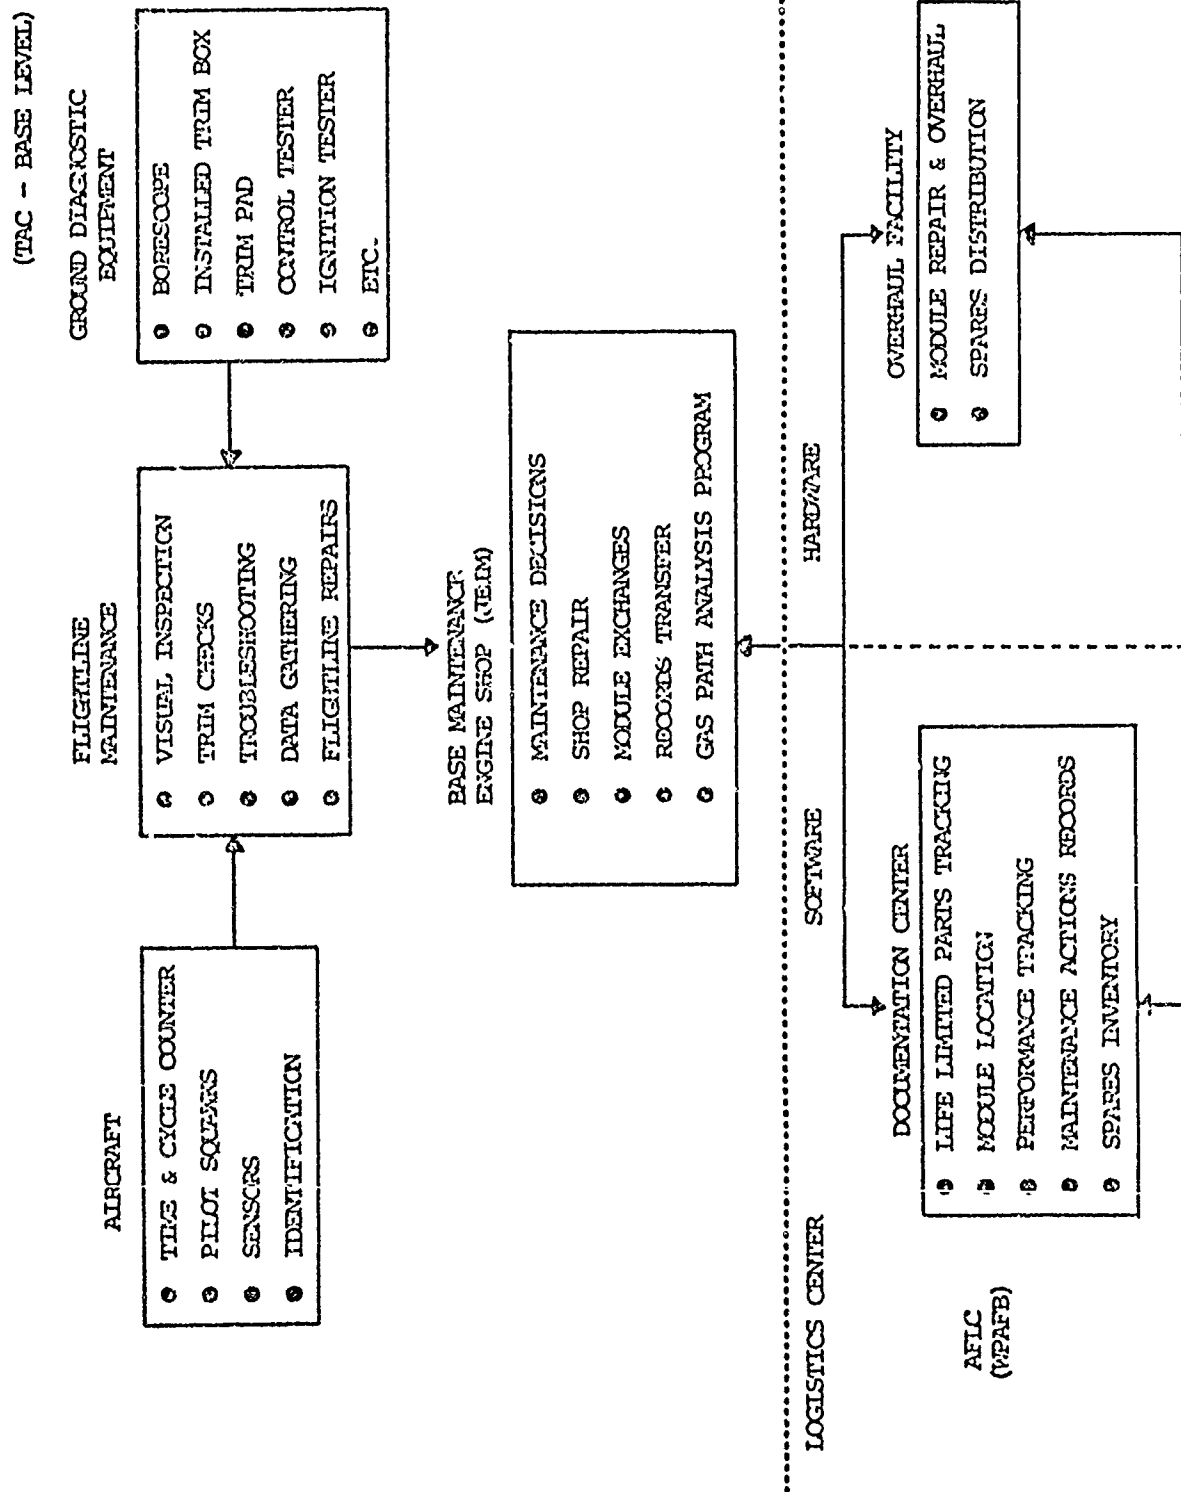 (TAC - BASE LEVEL)
AIRCRAFT
TIME & CYCLE COUNTER
PILOT SQUAWKS
SENSORS
IDENTIFICATION
FLIGHTLINE
MAINTENANCE
VISUAL INSPECTION
TRIM CHECKS
TROUBLESHOOTING
DATA GATHERING
FLIGHTLINE REPAIRS
GROUND DIAGNOSTIC
EQUIPMENT
BORESCOPE
INSTALLED TRIM BOX
TRIM PAD
CONTROL TESTER
IGNITION TESTER
ETC.
BASE MAINTENANCE
ENGINE SHOP (JEIM)
MAINTENANCE DECISIONS
SHOP REPAIR
MODULE EXCHANGES
RECORDS TRANSFER
GAS PATH ANALYSIS PROGRAM
LOGISTICS CENTER
SOFTWARE
HARDWARE
AFLC
(WPAFB)
DOCUMENTATION CENTER
LIFE LIMITED PARTS TRACKING
MODULE LOCATION
PERFORMANCE TRACKING
MAINTENANCE ACTIONS RECORDS
SPARES INVENTORY
OVERHAUL FACILITY
MODULE REPAIR & OVERHAUL
SPARES DISTRIBUTION